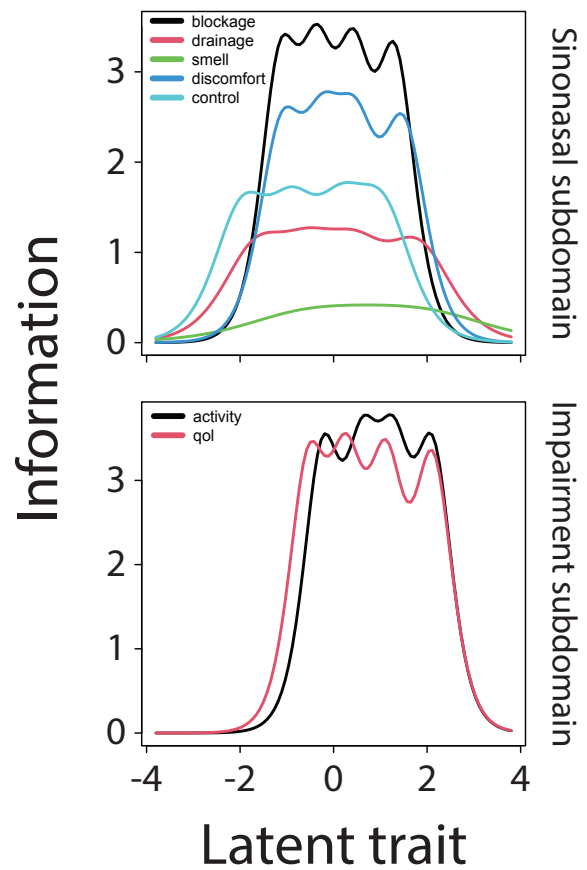 blockage
drainage
smell
discomfort
control
3
2
1
0
Sinonasal subdomain
Information
activity
qol
3
2
1
0
Impairment subdomain
-4 -2 0 2 4
Latent trait